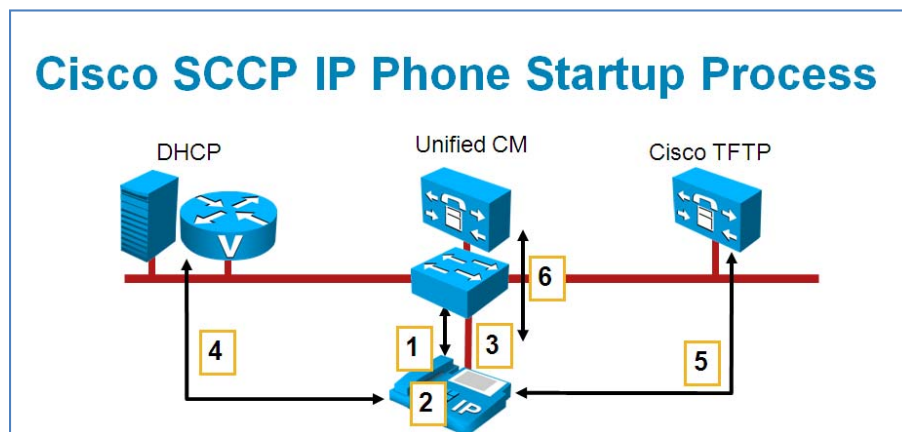 Cisco SCCP IP Phone Startup Process
DHCP
Unified CM
Cisco TFTP
V
6
1
3
4
5
2
IP